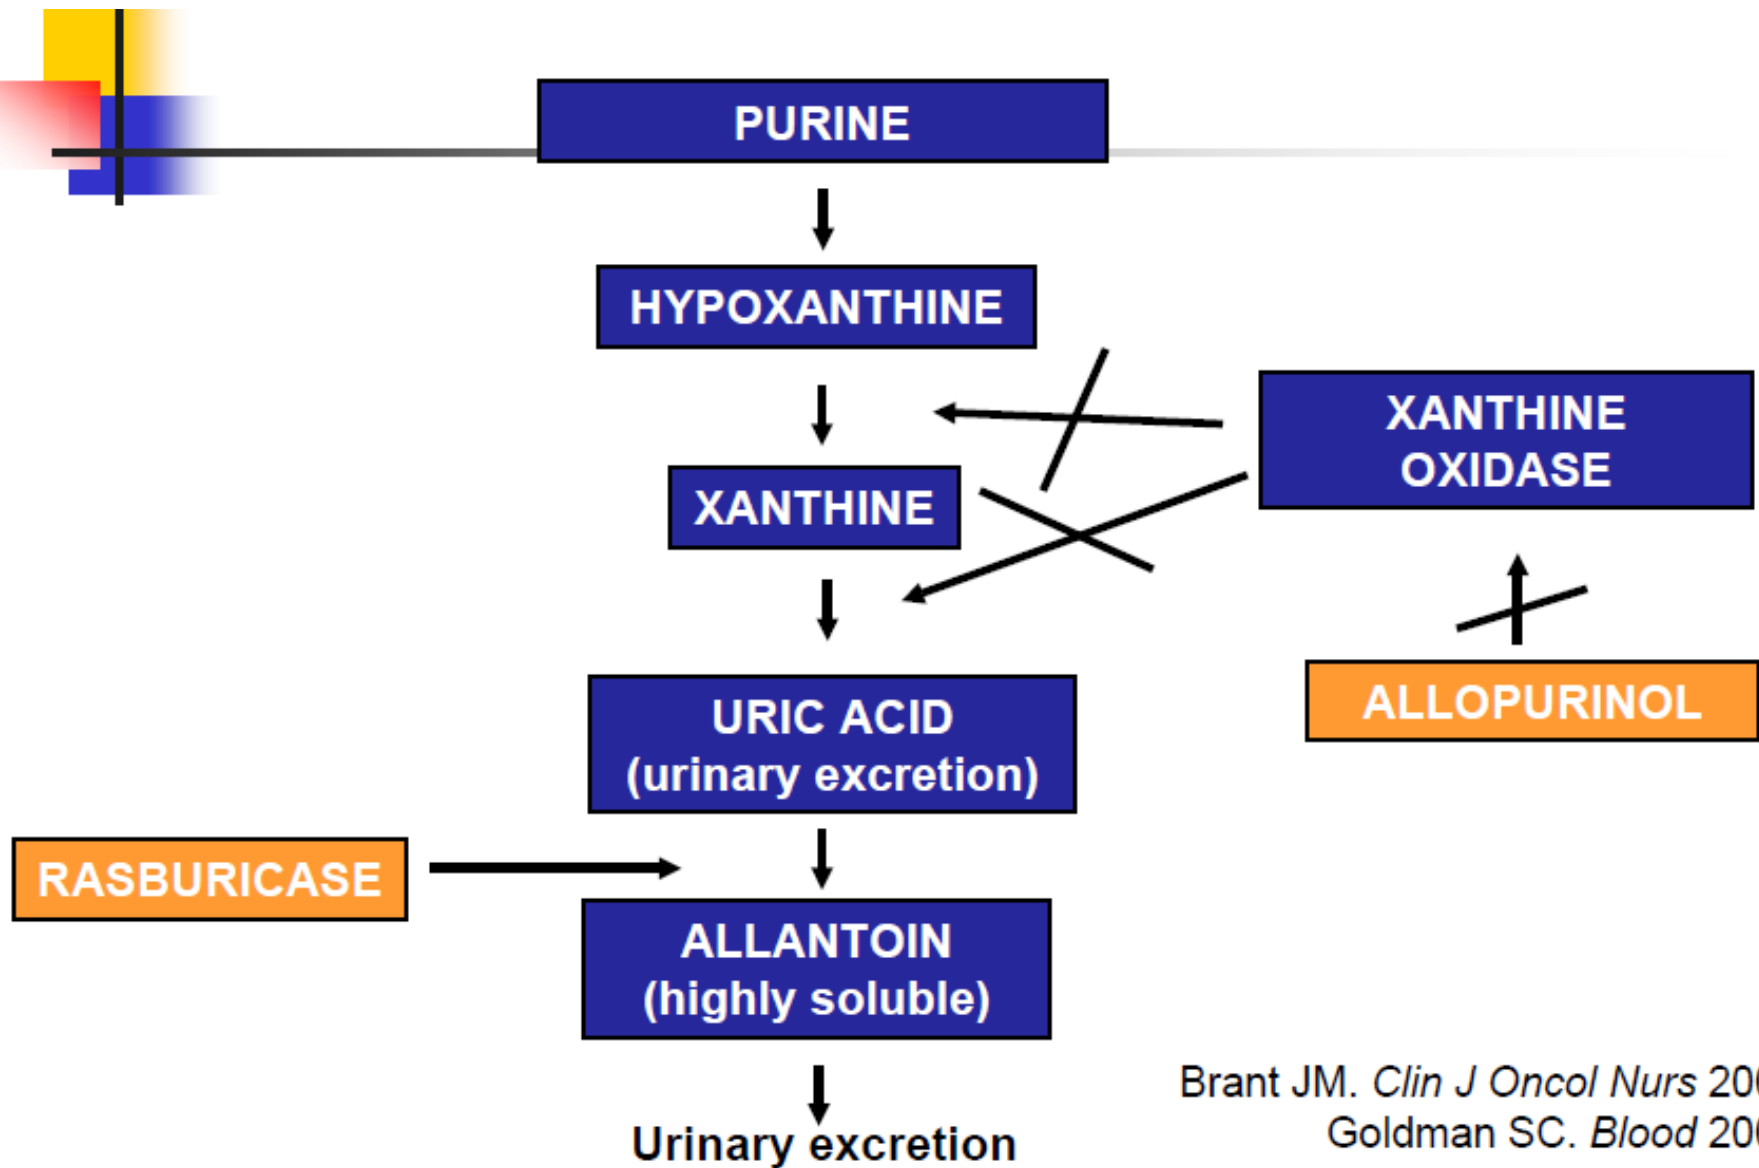 PURINE
HYPOXANTHINE
XANTHINE
OXIDASE
XANTHINE
URIC ACID
(urinary excretion)
ALLOPURINOL
RASBURICASE
ALLANTOIN
(highly soluble)
Brant JM. Clin J Oncol Nurs
Goldman SC. Blood
Urinary excretion